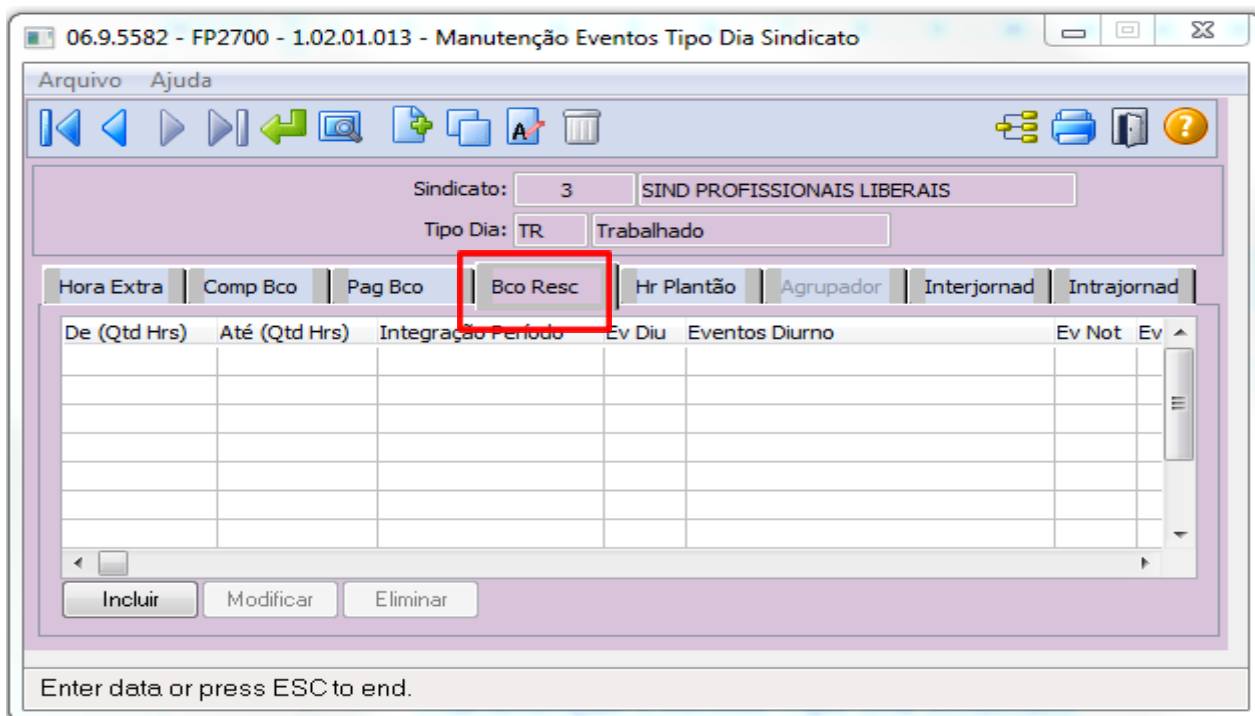 06.9.5582 - FP2700 - 1.02.01.013 - Manutenção Eventos Tipo Dia Sindicato
Arquivo Ajuda
Sindicato: 3 SIND PROFISSIONAIS LIBERAIS
Tipo Dia: TR Trabalhado
Hora Extra Comp Bco Pag Bco Bco Resc Hr Plantão Agrupador Interjornad Intrajornad
De (Qtd Hrs) Até (Qtd Hrs) Integração Período Ev Diu Eventos Diurno Ev Not Ev
Incluir Modificar Eliminar
Enter data or press ESC to end.